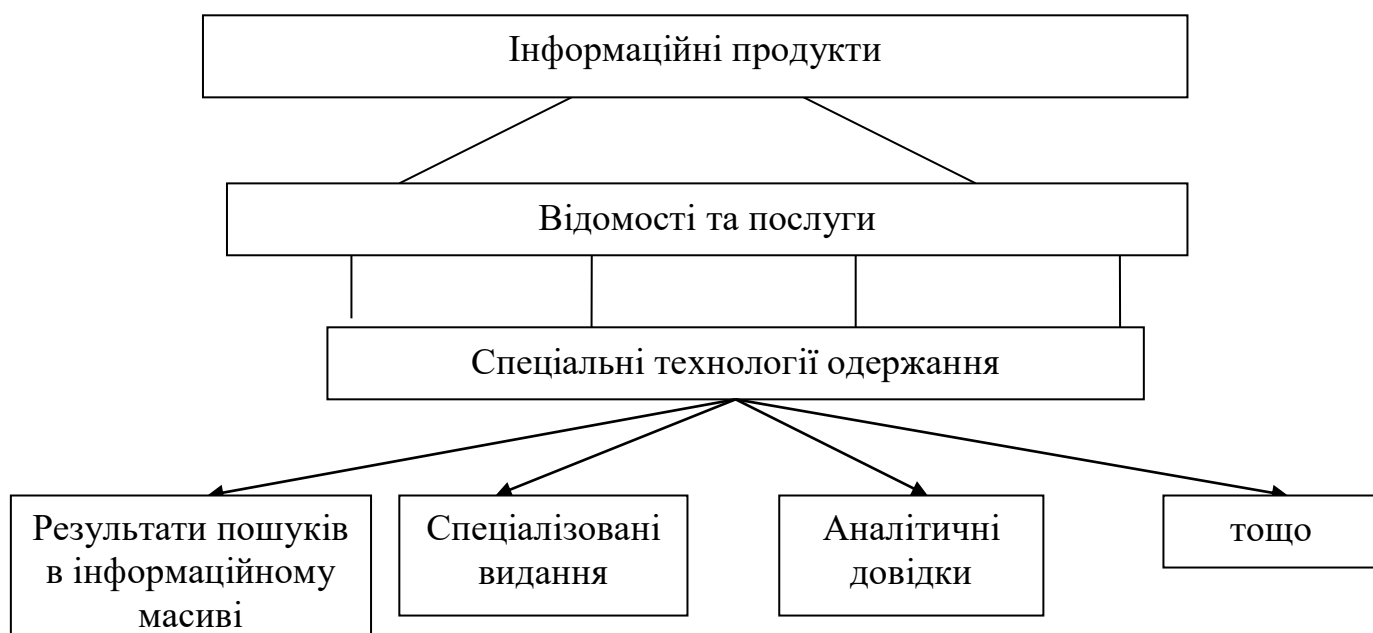 Інформаційні продукти
Відомості та послуги
Спеціальні технології одержання
Результати пошуків
в інформаційному
масиві
Спеціалізовані
видання
Аналітичні
довідки
тощо